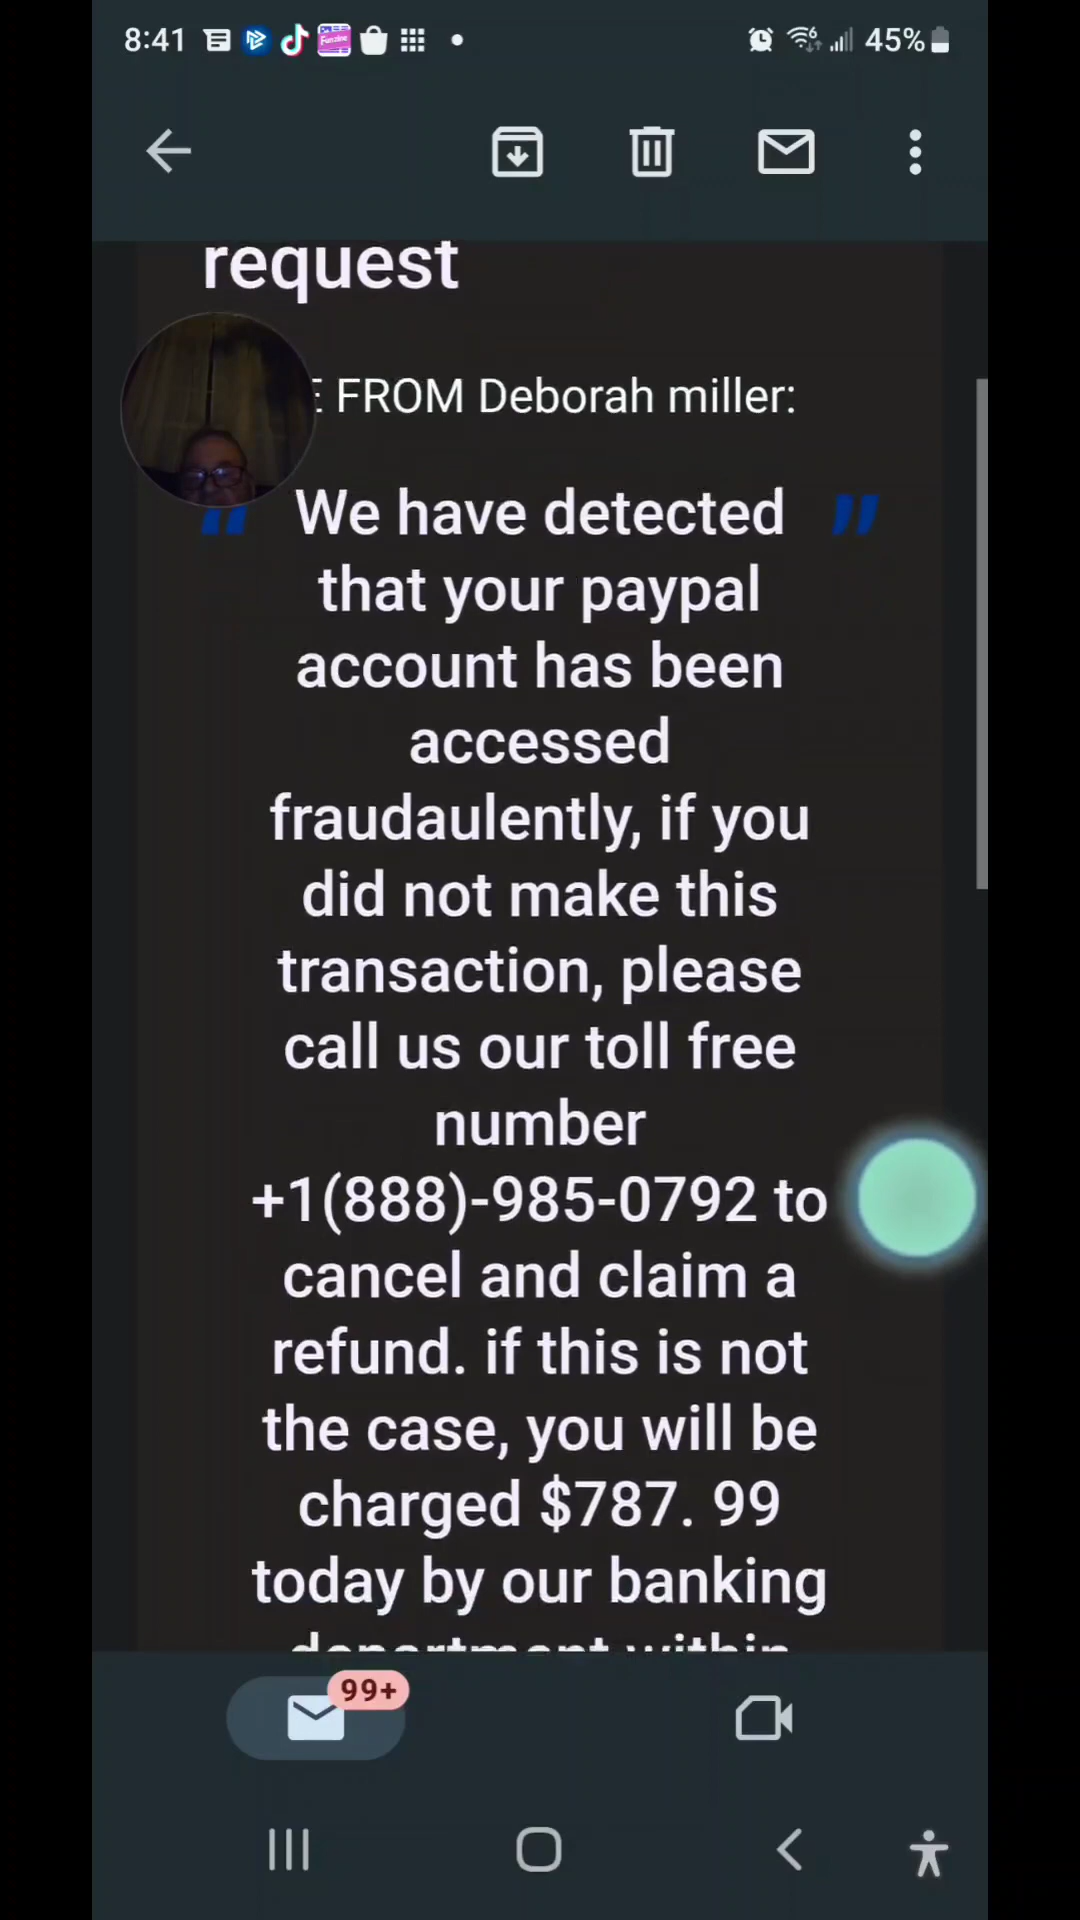 8:41
45%
request
FROM Deborah miller:
" We have detected "
that your paypal
account has been
accessed
fraudaulently, if you
did not make this
transaction, please
call us our toll free
number
+1(888)-985-0792 to
cancel and claim a
refund. if this is not
the case, you will be
charged $787. 99
today by our banking
department within
99+